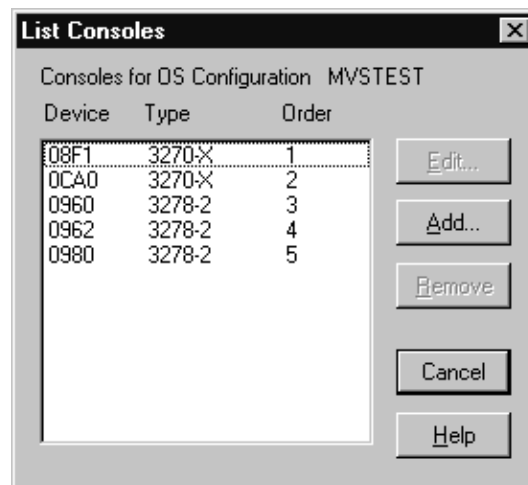 List Consoles
Consoles for OS Configuration MVSTEST
Device Type Order
08F1 3270-X 1
0CA0 3270-X 2
0960 3278-2 3
0962 3278-2 4
0980 3278-2 5
Edit...
Add...
Remove
Cancel
Help